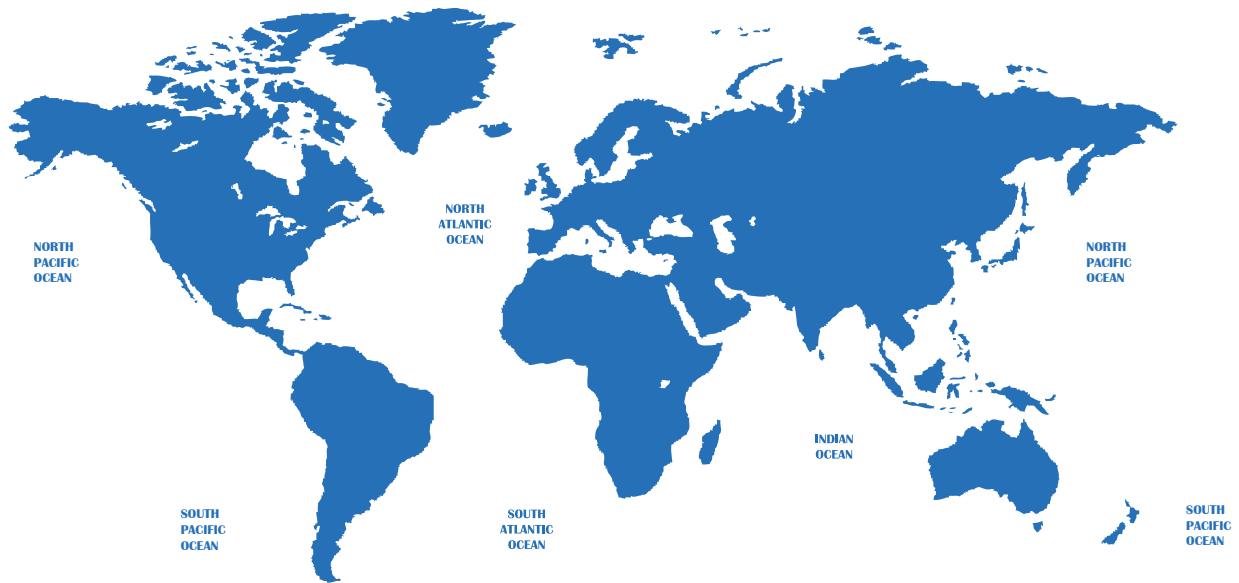 NORTH
ATLANTIC
OCEAN
NORTH
PACIFIC
OCEAN
NORTH
PACIFIC
OCEAN
INDIAN
OCEAN
SOUTH
PACIFIC
OCEAN
SOUTH
ATLANTIC
OCEAN
SOUTH
PACIFIC
OCEAN